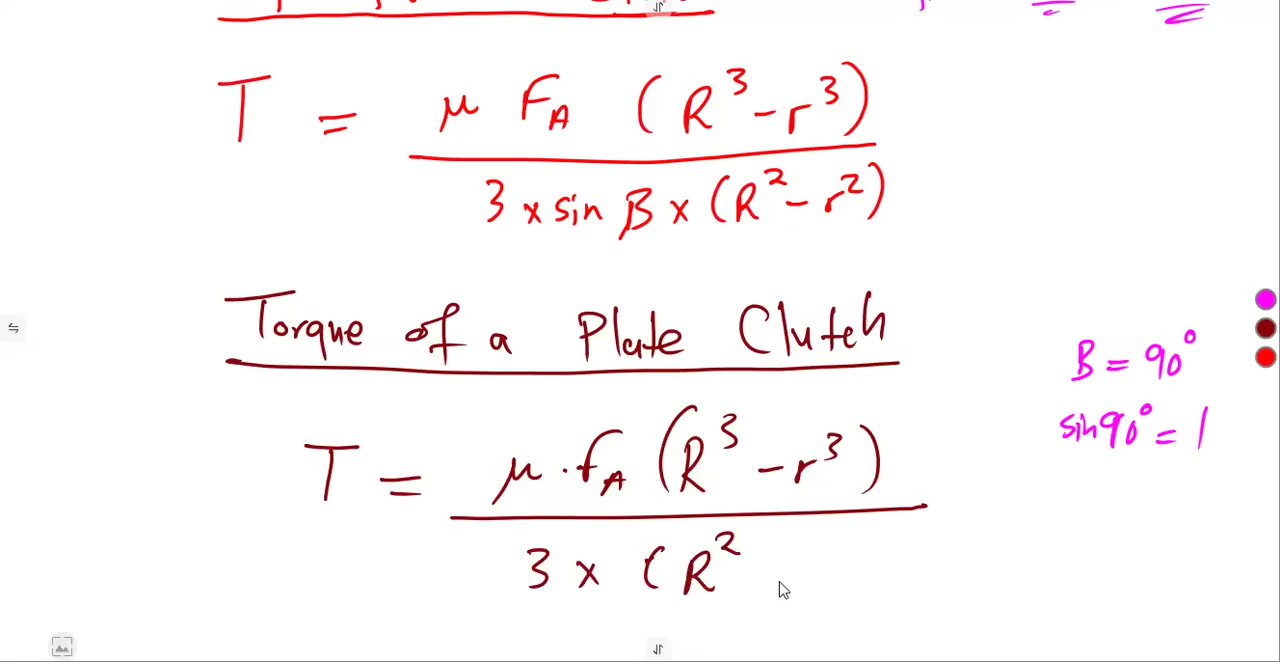 T = μ F_A (R³ - r³)
3 × sin β × (R² - r²)
Torque of a Plate Clutch
B = 90°
sin 90° = 1
T = μ · f_A (R³ - r³)
3 × (R²